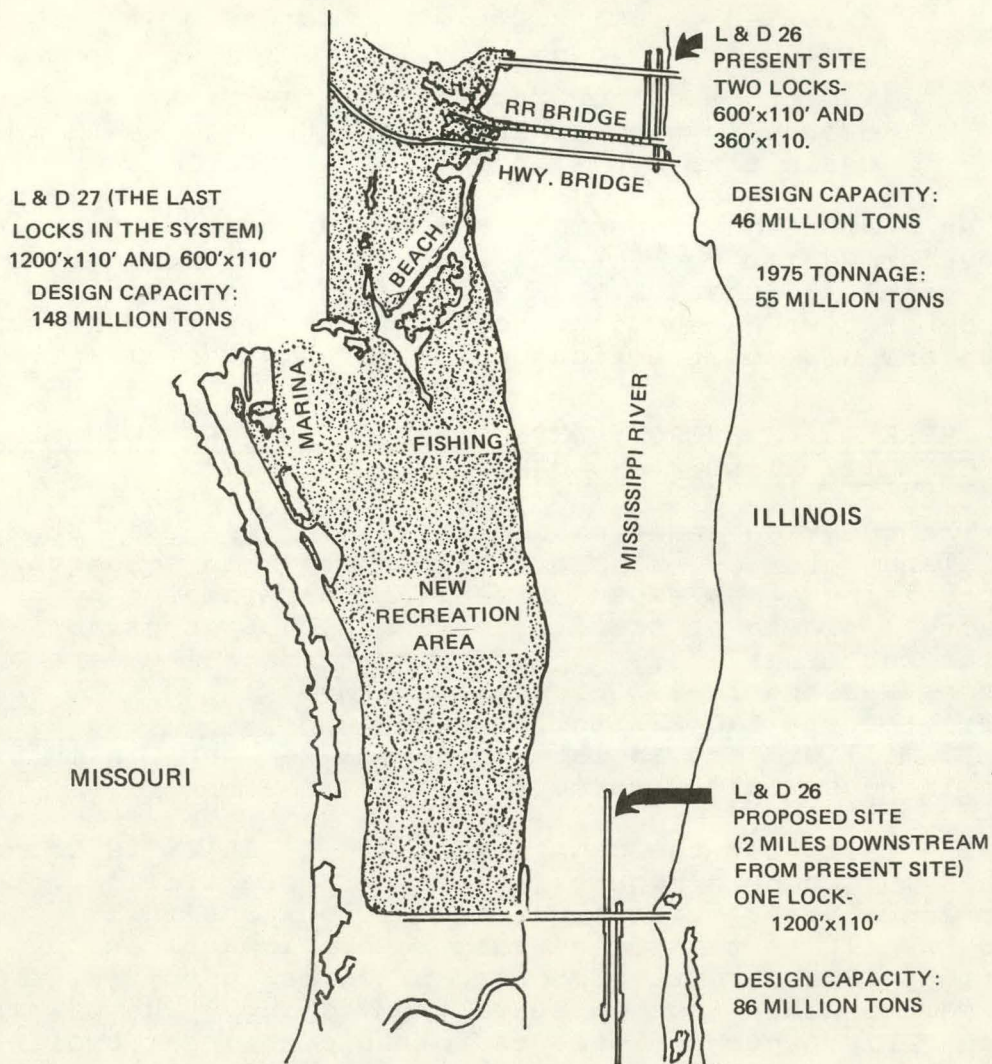 L & D 26
PRESENT SITE
TWO LOCKS-
600'x110' AND
360'x110.
DESIGN CAPACITY:
46 MILLION TONS
1975 TONNAGE:
55 MILLION TONS
RR BRIDGE
HWY. BRIDGE
L & D 27 (THE LAST
LOCKS IN THE SYSTEM)
1200'x110' AND 600'x110'
DESIGN CAPACITY:
148 MILLION TONS
BEACH
MARINA
FISHING
MISSISSIPPI RIVER
ILLINOIS
NEW
RECREATION
AREA
MISSOURI
L & D 26
PROPOSED SITE
(2 MILES DOWNSTREAM
FROM PRESENT SITE)
ONE LOCK-
1200'x110'
DESIGN CAPACITY:
86 MILLION TONS